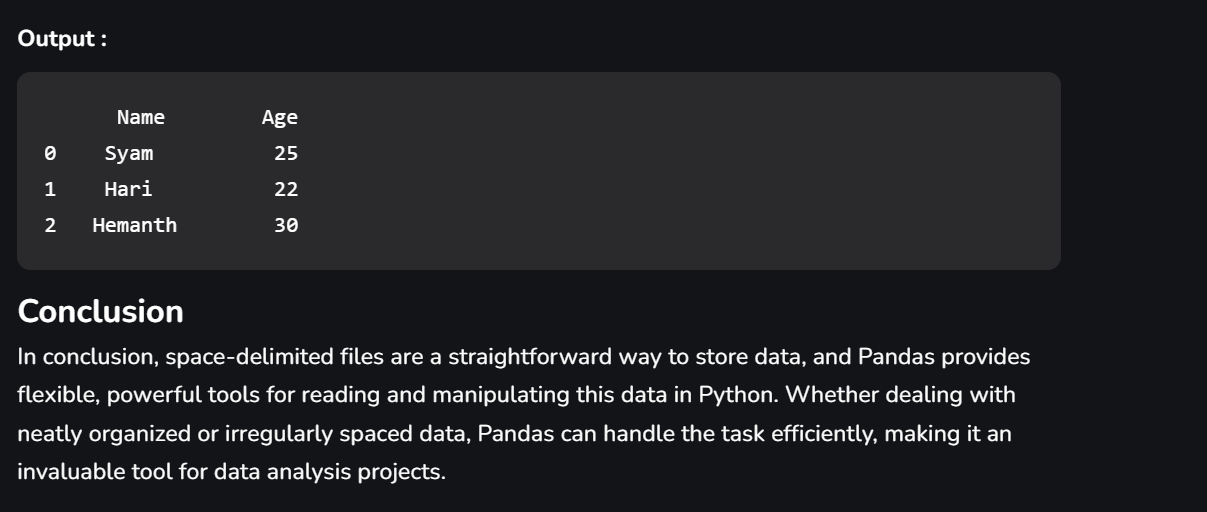 Output :
Name Age
0 Syam 25
1 Hari 22
2 Hemanth 30
Conclusion
In conclusion, space-delimited files are a straightforward way to store data, and Pandas provides
flexible, powerful tools for reading and manipulating this data in Python. Whether dealing with
neatly organized or irregularly spaced data, Pandas can handle the task efficiently, making it an
invaluable tool for data analysis projects.